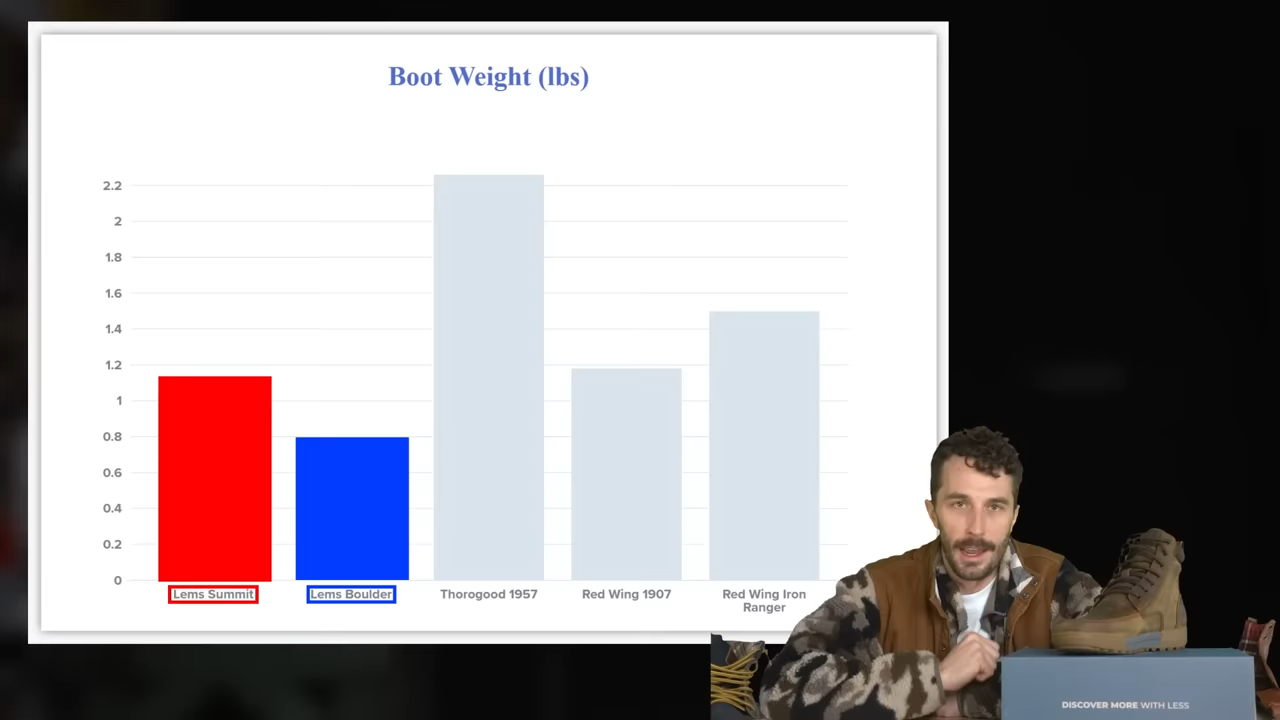 Boot Weight (lbs)
2.2
2
1.8
1.6
1.4
1.2
1
0.8
0.6
0.4
0.2
0
Lems Summit
Lems Boulder
Thorogood 1957
Red Wing 1907
Red Wing Iron
Ranger
DISCOVER MORE WITH LESS